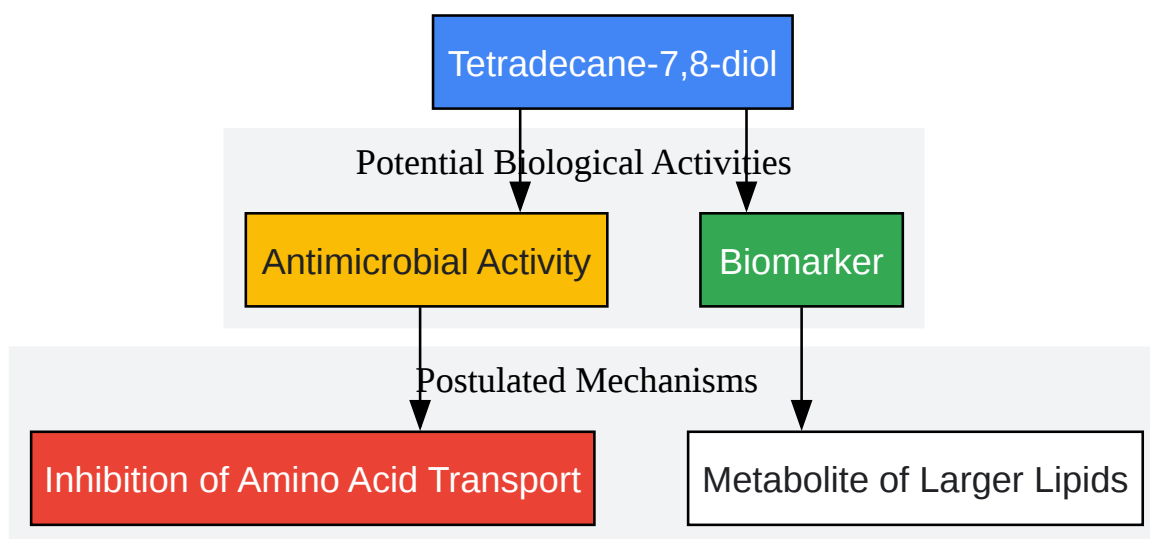 Tetradecane-7,8-diol
Potential Biological Activities
Antimicrobial Activity
Biomarker
Postulated Mechanisms
Inhibition of Amino Acid Transport
Metabolite of Larger Lipids